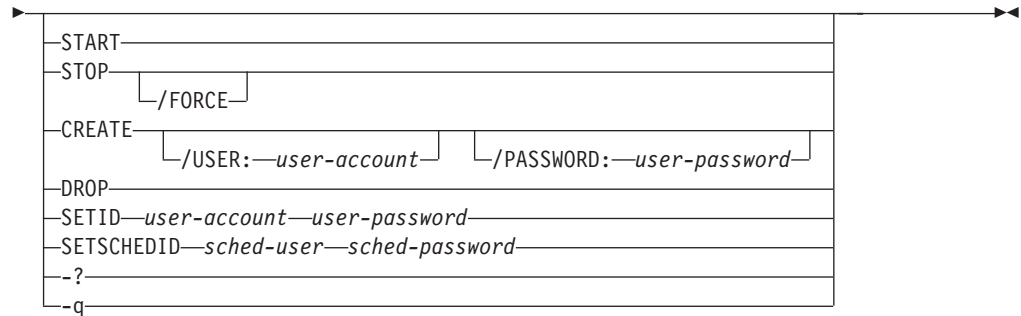 START
STOP
/FORCE
CREATE
/USER: user-account /PASSWORD: user-password
DROP
SETID user-account user-password
SETSCHEDID sched-user sched-password
-?
-q